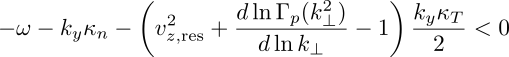 $$-\omega - k_y \kappa_n - \left( v_{z,\mathrm{res}}^2 + \frac{d \ln \Gamma_p(k_\perp^2)}{d \ln k_\perp} - 1 \right) \frac{k_y \kappa_T}{2} < 0$$